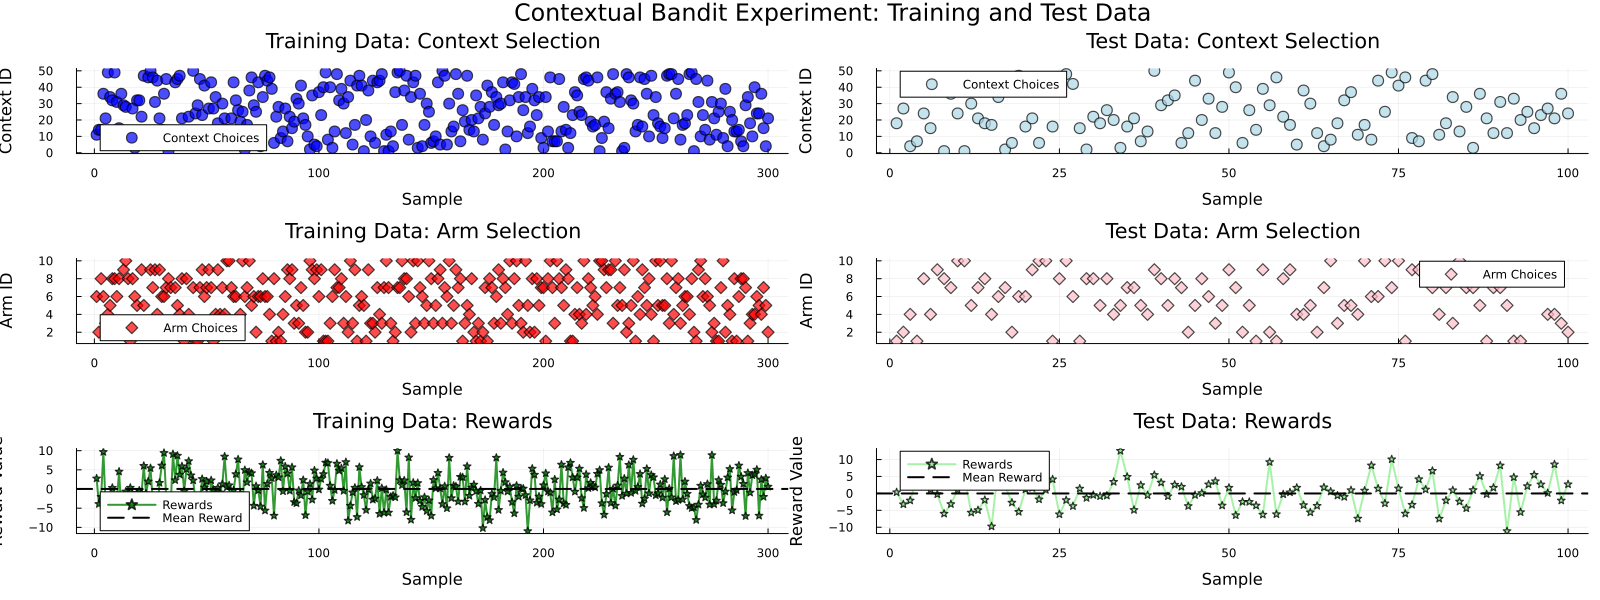 Contextual Bandit Experiment: Training and Test Data
Training Data: Context Selection
Context ID
50
40
30
20
10
0
Context Choices
0 100 200 300
Sample
Test Data: Context Selection
Context ID
50
40
30
20
10
0
Context Choices
0 25 50 75 100
Sample
Training Data: Arm Selection
Arm ID
10
8
6
4
2
Arm Choices
0 100 200 300
Sample
Test Data: Arm Selection
Arm ID
10
8
6
4
2
Arm Choices
0 25 50 75 100
Sample
Training Data: Rewards
Reward Value
10
5
0
−5
−10
Rewards
Mean Reward
0 100 200 300
Sample
Test Data: Rewards
Reward Value
10
5
0
−5
−10
Rewards
Mean Reward
0 25 50 75 100
Sample